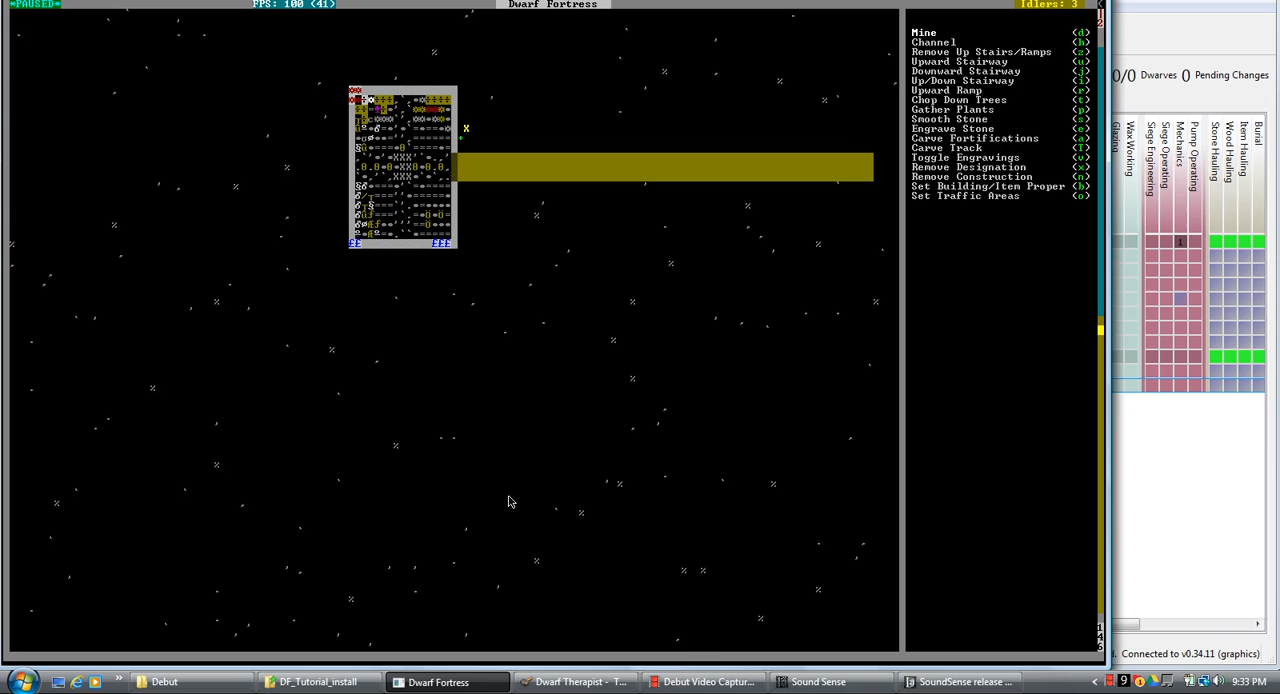 *PAUSED*
FPS: 100 (41)
Dwarf Fortress
Idlers: 3
Mine (d)
Channel (h)
Remove Up Stairs/Ramps (z)
Upward Stairway (u)
Downward Stairway (j)
Up/Down Stairway (i)
Upward Ramp (r)
Chop Down Trees (t)
Gather Plants (p)
Smooth Stone (s)
Engrave Stone (e)
Carve Fortifications (a)
Carve Track (T)
Toggle Engravings (v)
Remove Designation (x)
Remove Construction (n)
Set Building/Item Proper (b)
Set Traffic Areas (o)
0/0 Dwarves 0 Pending Changes
Glazing
Wax Working
Siege Engineering
Siege Operating
Mechanics
Pump Operating
Stone Hauling
Wood Hauling
Item Hauling
Burial
1
X
d. Connected to v0.34.11 (graphics)
Debut
DF_Tutorial_install
Dwarf Fortress
Dwarf Therapist - T...
Debut Video Captur...
Sound Sense
SoundSense release ...
9:33 PM